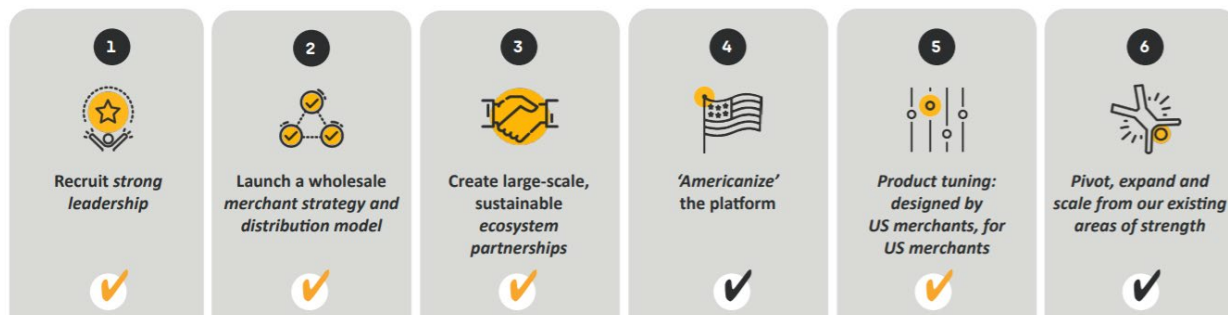 1
Recruit strong
leadership
2
Launch a wholesale
merchant strategy and
distribution model
3
Create large-scale,
sustainable
ecosystem
partnerships
4
‘Americanize’
the platform
5
Product tuning:
designed by
US merchants, for
US merchants
6
Pivot, expand and
scale from our existing
areas of strength